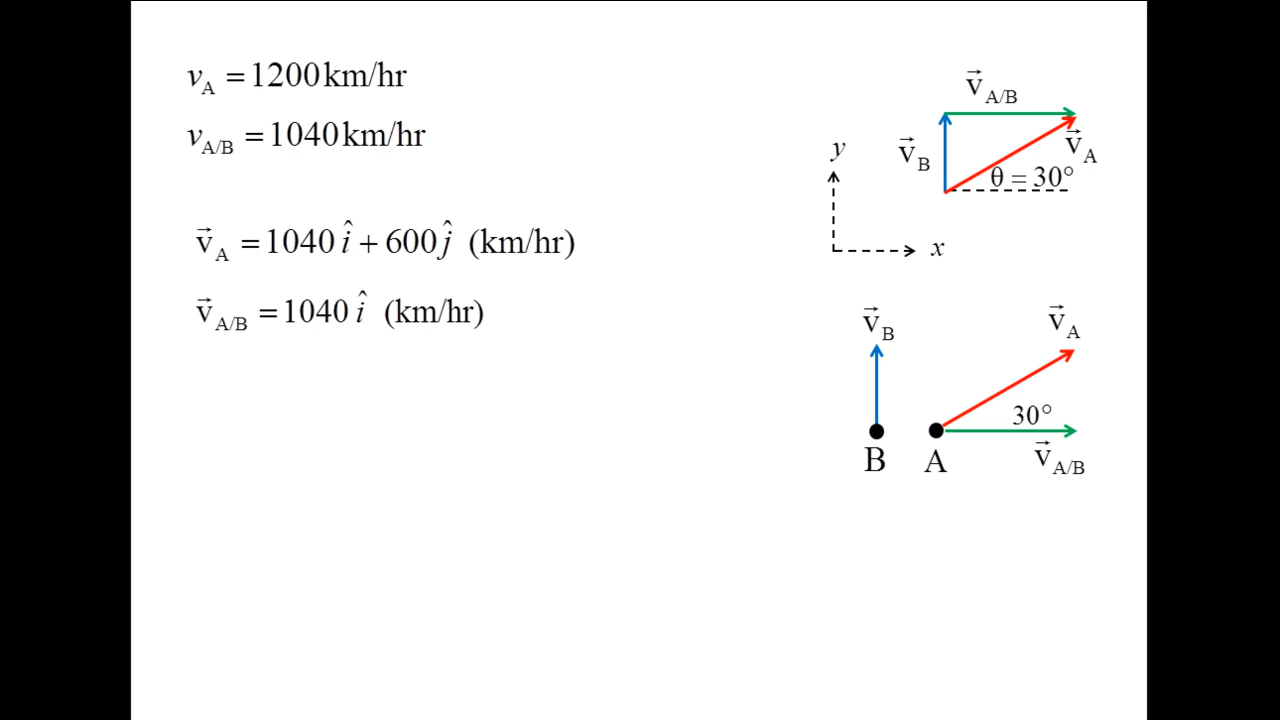 v_A = 1200 km/hr
v_A/B = 1040 km/hr
v⃗_A = 1040 î + 600 ĵ (km/hr)
v⃗_A/B = 1040 î (km/hr)
v⃗_A/B
v⃗_B
v⃗_A
θ = 30°
y
x
v⃗_B
v⃗_A
30°
B
A
v⃗_A/B